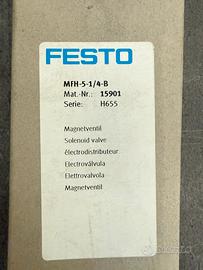 FESTO
MFH-5-1/4-B
Mat.-Nr.: 15901
Serie: H655
Magnetventil
Solenoid valve
électrodistributeur
Electroválvula
Elettrovalvola
Magnetventil